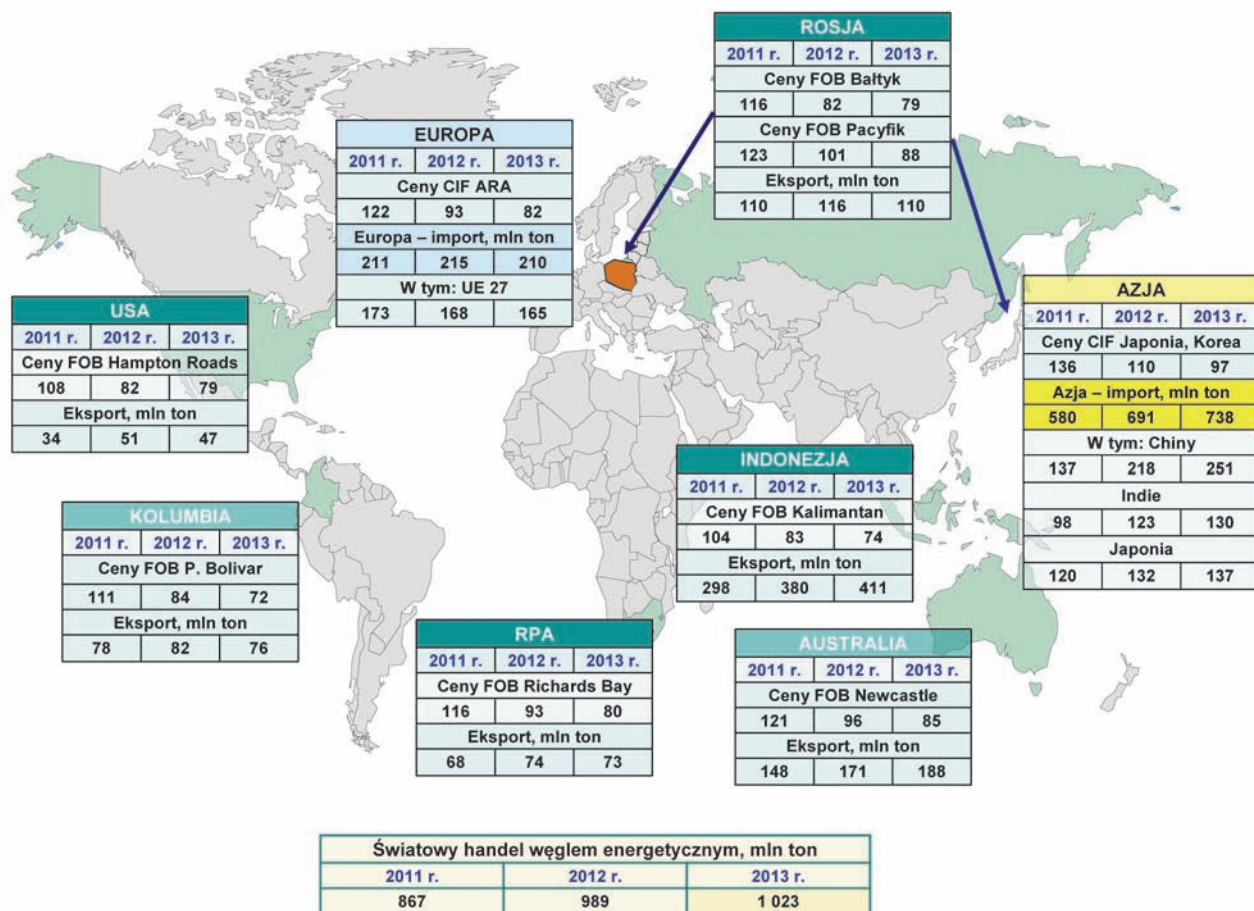 ROSJA
2011 r. 2012 r. 2013 r.
Ceny FOB Bałtyk
116 82 79
Ceny FOB Pacyfik
123 101 88
Eksport, mln ton
110 116 110
EUROPA
2011 r. 2012 r. 2013 r.
Ceny CIF ARA
122 93 82
Europa – import, mln ton
211 215 210
W tym: UE 27
173 168 165
USA
2011 r. 2012 r. 2013 r.
Ceny FOB Hampton Roads
108 82 79
Eksport, mln ton
34 51 47
AZJA
2011 r. 2012 r. 2013 r.
Ceny CIF Japonia, Korea
136 110 97
Azja – import, mln ton
580 691 738
W tym: Chiny
137 218 251
Indie
98 123 130
Japonia
120 132 137
INDONEZJA
2011 r. 2012 r. 2013 r.
Ceny FOB Kalimantan
104 83 74
Eksport, mln ton
298 380 411
KOLUMBIA
2011 r. 2012 r. 2013 r.
Ceny FOB P. Bolivar
111 84 72
Eksport, mln ton
78 82 76
RPA
2011 r. 2012 r. 2013 r.
Ceny FOB Richards Bay
116 93 80
Eksport, mln ton
68 74 73
AUSTRALIA
2011 r. 2012 r. 2013 r.
Ceny FOB Newcastle
121 96 85
Eksport, mln ton
148 171 188
Światowy handel węglem energetycznym, mln ton
2011 r. 2012 r. 2013 r.
867 989 1 023